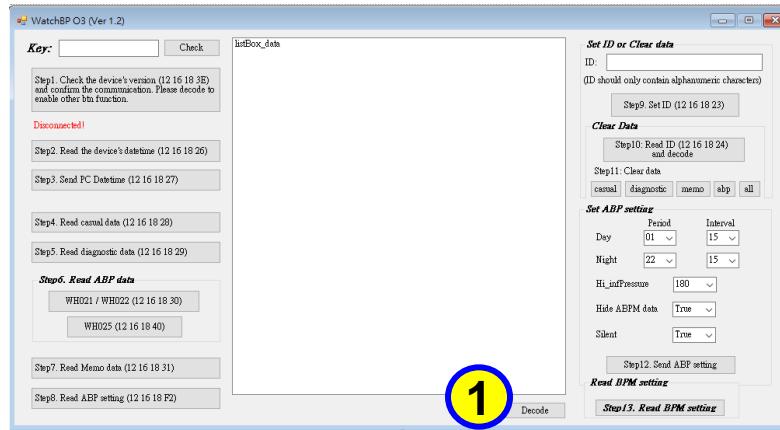 WatchBP O3 (Ver 1.2)
Key:
Check
Step1. Check the device's version (12 16 18 3E)
and confirm the communication. Please decode to
enable other btn function.
Disconnected!
Step2. Read the device's datetime (12 16 18 26)
Step3. Send PC Datetime (12 16 18 27)
Step4. Read casual data (12 16 18 28)
Step5. Read diagnostic data (12 16 18 29)
Step6. Read ABP data
WH021 / WH022 (12 16 18 30)
WH025 (12 16 18 40)
Step7. Read Memo data (12 16 18 31)
Step8. Read ABP setting (12 16 18 F2)
listBox_data
1
Decode
Set ID or Clear data
ID:
(ID should only contain alphanumeric characters)
Step9. Set ID (12 16 18 23)
Clear Data
Step10: Read ID (12 16 18 24)
and decode
Step11: Clear data
casual diagnostic memo abp all
Set ABP setting
Period Interval
Day 01 15
Night 22 15
Hi_infPressure 180
Hide ABPM data True
Silent True
Step12. Send ABP setting
Read BPM setting
Step13. Read BPM setting